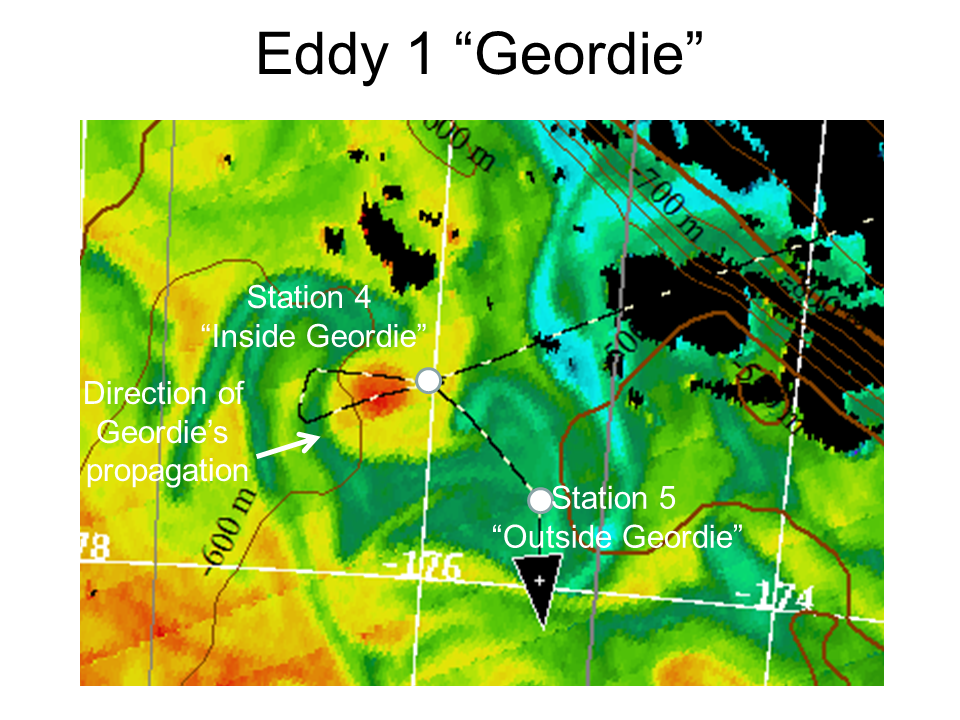 Eddy 1 “Geordie”
-700 m
Station 4
“Inside Geordie”
Direction of
Geordie’s
propagation
-600 m
Station 5
“Outside Geordie”
78
-176
-174